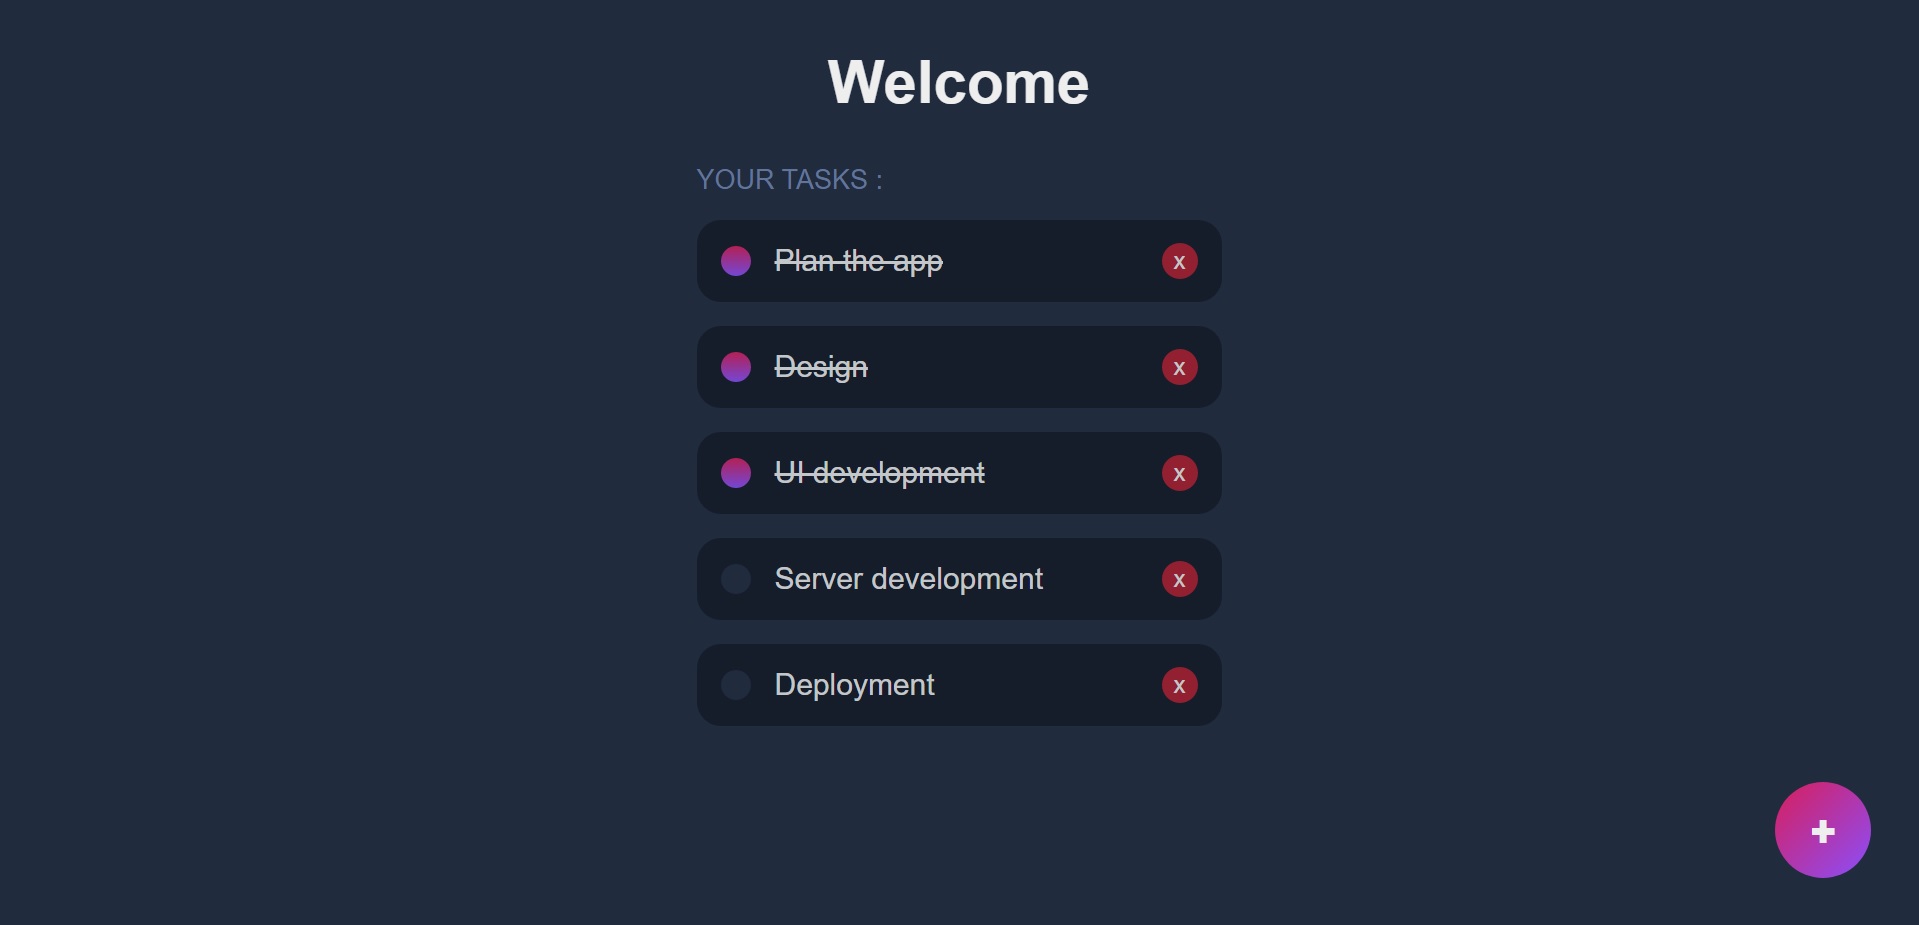 Welcome
YOUR TASKS :
Plan the app x
Design x
UI development x
Server development x
Deployment x
+